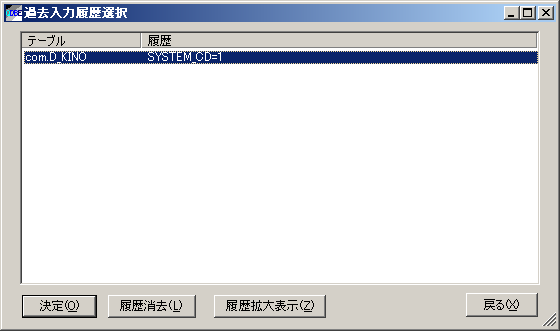 過去入力履歴選択
テーブル 履歴
com.D_KINO SYSTEM_CD=1
決定(O) 履歴消去(L) 履歴拡大表示(Z) 戻る(X)